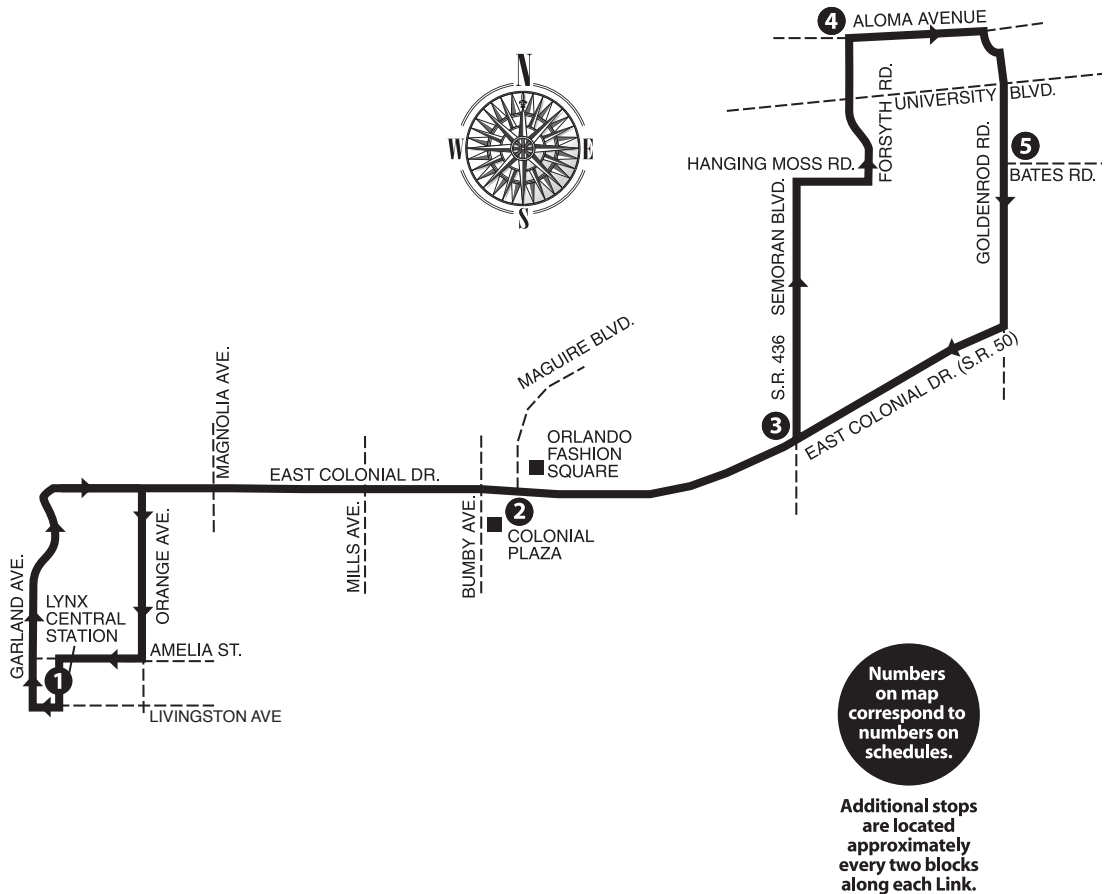 4
ALOMA AVENUE
N
W
E
S
FORSYTH RD.
UNIVERSITY BLVD.
HANGING MOSS RD.
GOLDENROD RD.
5
BATES RD.
SEMORAN BLVD.
S.R. 436
MAGUIRE BLVD.
EAST COLONIAL DR. (S.R. 50)
3
MAGNOLIA AVE.
ORLANDO
FASHION
SQUARE
EAST COLONIAL DR.
2
COLONIAL
PLAZA
MILLS AVE.
BUMBY AVE.
ORANGE AVE.
GARLAND AVE.
LYNX
CENTRAL
STATION
1
AMELIA ST.
LIVINGSTON AVE
Numbers
on map
correspond to
numbers on
schedules.
Additional stops
are located
approximately
every two blocks
along each Link.